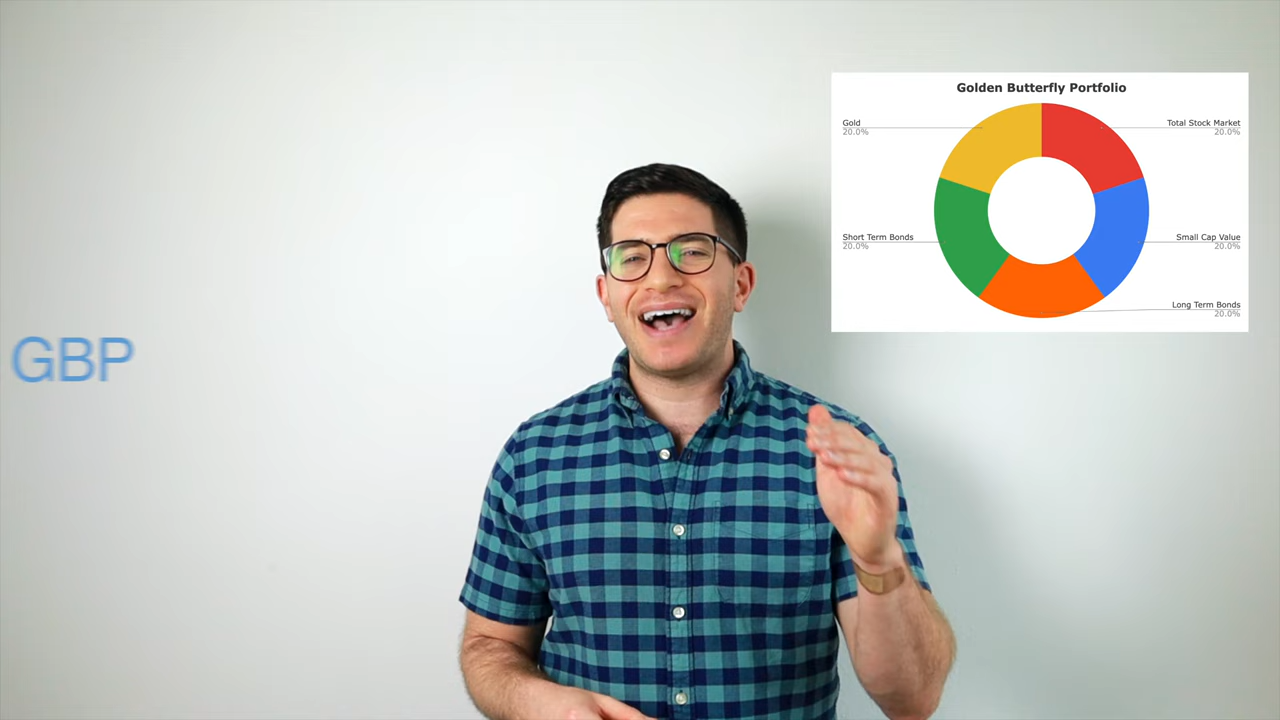 Golden Butterfly Portfolio
Gold
20.0%
Total Stock Market
20.0%
Short Term Bonds
20.0%
Small Cap Value
20.0%
Long Term Bonds
20.0%
GBP